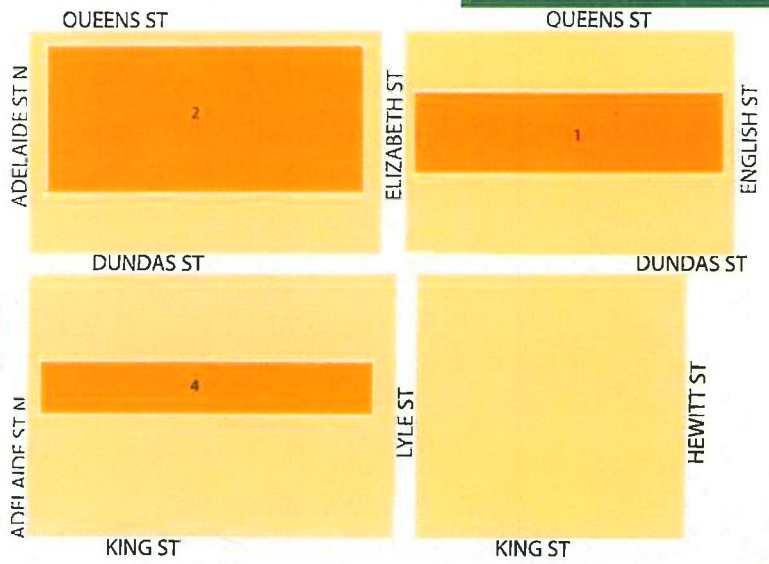 QUEENS ST
QUEENS ST
ADELAIDE ST N
2
ELIZABETH ST
1
ENGLISH ST
DUNDAS ST
DUNDAS ST
ADELAIDE ST N
4
LYLE ST
HEWITT ST
KING ST
KING ST